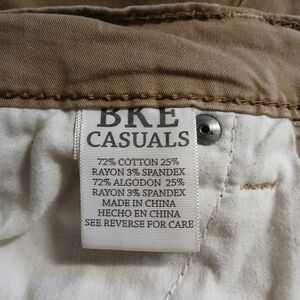 BKE
CASUALS
72% COTTON 25%
RAYON 3% SPANDEX
72% ALGODON 25%
RAYON 3% SPANDEX
MADE IN CHINA
HECHO EN CHINA
SEE REVERSE FOR CARE